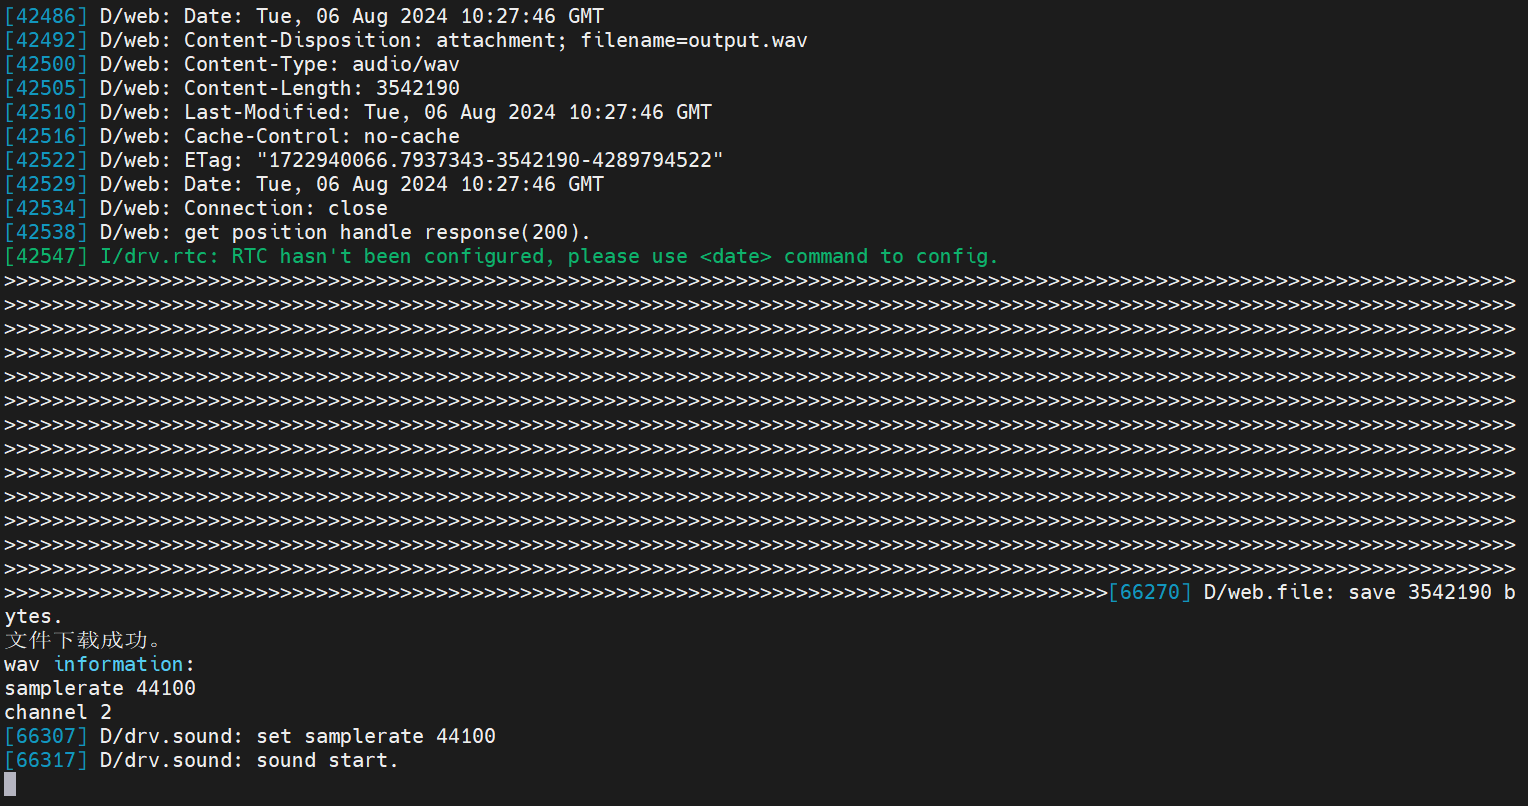 [42486] D/web: Date: Tue, 06 Aug 2024 10:27:46 GMT
[42492] D/web: Content-Disposition: attachment; filename=output.wav
[42500] D/web: Content-Type: audio/wav
[42505] D/web: Content-Length: 3542190
[42510] D/web: Last-Modified: Tue, 06 Aug 2024 10:27:46 GMT
[42516] D/web: Cache-Control: no-cache
[42522] D/web: ETag: "1722940066.7937343-3542190-4289794522"
[42529] D/web: Date: Tue, 06 Aug 2024 10:27:46 GMT
[42534] D/web: Connection: close
[42538] D/web: get position handle response(200).
[42547] I/drv.rtc: RTC hasn't been configured, please use <date> command to config.
>>>>>>>>>>>>>>>>>>>>>>>>>>>>>>>>>>>>>>>>>>>>>>>>>>>>>>>>>>>>>>>>>>>>>>>>>>>>>>>>>>>>>>>>>>>>>>>>>>>>>>>>>>>>>>>>>>>>>>>>>>>>>>
>>>>>>>>>>>>>>>>>>>>>>>>>>>>>>>>>>>>>>>>>>>>>>>>>>>>>>>>>>>>>>>>>>>>>>>>>>>>>>>>>>>>>>>>>>>>>>>>>>>>>>>>>>>>>>>>>>>>>>>>>>>>>>
>>>>>>>>>>>>>>>>>>>>>>>>>>>>>>>>>>>>>>>>>>>>>>>>>>>>>>>>>>>>>>>>>>>>>>>>>>>>>>>>>>>>>>>>>>>>>>>>>>>>>>>>>>>>>>>>>>>>>>>>>>>>>>
>>>>>>>>>>>>>>>>>>>>>>>>>>>>>>>>>>>>>>>>>>>>>>>>>>>>>>>>>>>>>>>>>>>>>>>>>>>>>>>>>>>>>>>>>>>>>>>>>>>>>>>>>>>>>>>>>>>>>>>>>>>>>>
>>>>>>>>>>>>>>>>>>>>>>>>>>>>>>>>>>>>>>>>>>>>>>>>>>>>>>>>>>>>>>>>>>>>>>>>>>>>>>>>>>>>>>>>>>>>>>>>>>>>>>>>>>>>>>>>>>>>>>>>>>>>>>
>>>>>>>>>>>>>>>>>>>>>>>>>>>>>>>>>>>>>>>>>>>>>>>>>>>>>>>>>>>>>>>>>>>>>>>>>>>>>>>>>>>>>>>>>>>>>>>>>>>>>>>>>>>>>>>>>>>>>>>>>>>>>>
>>>>>>>>>>>>>>>>>>>>>>>>>>>>>>>>>>>>>>>>>>>>>>>>>>>>>>>>>>>>>>>>>>>>>>>>>>>>>>>>>>>>>>>>>>>>>>>>>>>>>>>>>>>>>>>>>>>>>>>>>>>>>>
>>>>>>>>>>>>>>>>>>>>>>>>>>>>>>>>>>>>>>>>>>>>>>>>>>>>>>>>>>>>>>>>>>>>>>>>>>>>>>>>>>>>>>>>>>>>>>>>>>>>>>>>>>>>>>>>>>>>>>>>>>>>>>
>>>>>>>>>>>>>>>>>>>>>>>>>>>>>>>>>>>>>>>>>>>>>>>>>>>>>>>>>>>>>>>>>>>>>>>>>>>>>>>>>>>>>>>>>>>>>>>>>>>>>>>>>>>>>>>>>>>>>>>>>>>>>>
>>>>>>>>>>>>>>>>>>>>>>>>>>>>>>>>>>>>>>>>>>>>>>>>>>>>>>>>>>>>>>>>>>>>>>>>>>>>>>>>>>>>>>>>>>>>>>>>>>>>>>>>>>>>>>>>>>>>>>>>>>>>>>
>>>>>>>>>>>>>>>>>>>>>>>>>>>>>>>>>>>>>>>>>>>>>>>>>>>>>>>>>>>>>>>>>>>>>>>>>>>>>>>>>>>>>>>>>>>>>>>>>>>>>>>>>>>>>>>>>>>>>>>>>>>>>>
>>>>>>>>>>>>>>>>>>>>>>>>>>>>>>>>>>>>>>>>>>>>>>>>>>>>>>>>>>>>>>>>>>>>>>>>>>>>>>>>>>>>>>>>>>>>>>>>>>>>>>>>>>>>>>>>>>>>>>>>>>>>>>
>>>>>>>>>>>>>>>>>>>>>>>>>>>>>>>>>>>>>>>>>>>>>>>>>>>>>>>>>>>>>>>>>>>>>>>>>>>>>>>>>>>>>>>>>>>>>>>>>>>>>>>>>>>>>>>>>>>>>>>>>>>>>>
>>>>>>>>>>>>>>>>>>>>>>>>>>>>>>>>>>>>>>>>>>>>>>>>>>>>>>>>>>>>>>>>>>>>>>>>>>>>>>>>>>>>>>>>>>>>[66270] D/web.file: save 3542190 b
ytes.
文件下载成功。
wav information:
samplerate 44100
channel 2
[66307] D/drv.sound: set samplerate 44100
[66317] D/drv.sound: sound start.